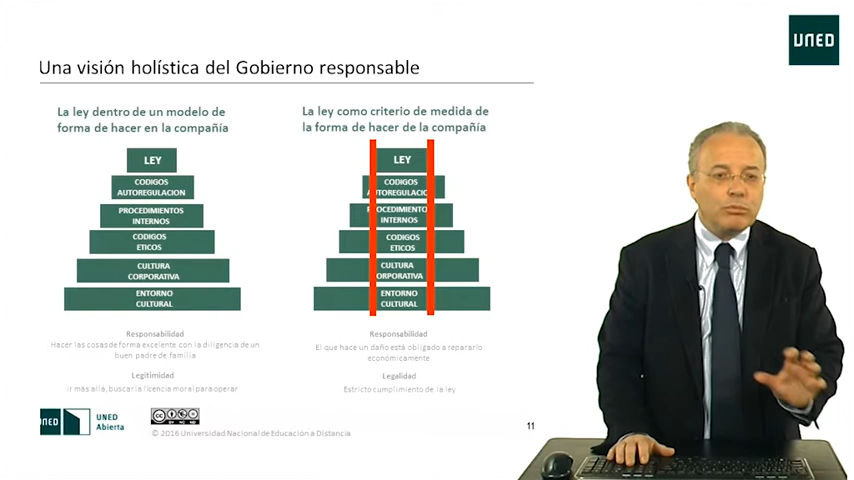 UNED
Una visión holística del Gobierno responsable
La ley dentro de un modelo de
forma de hacer en la compañía
LEY
CODIGOS
AUTOREGULACION
PROCEDIMIENTOS
INTERNOS
CODIGOS
ETICOS
CULTURA
CORPORATIVA
ENTORNO
CULTURAL
Responsabilidad
Hacer las cosas de forma excelente con la diligencia de un
buen padre de familia
Legitimidad
Ir más allá, buscar la licencia moral para operar.
La ley como criterio de medida de
la forma de hacer de la compañía
LEY
CODIGOS
AUTOREGULACION
PROCEDIMIENTOS
INTERNOS
CODIGOS
ETICOS
CULTURA
CORPORATIVA
ENTORNO
CULTURAL
Responsabilidad
El que hace un daño está obligado a repararlo
económicamente
Legalidad
Estricto cumplimiento de la ley
UNED
UNED
Abierta
cc
BY NC ND
© 2016 Universidad Nacional de Educación a Distancia
11